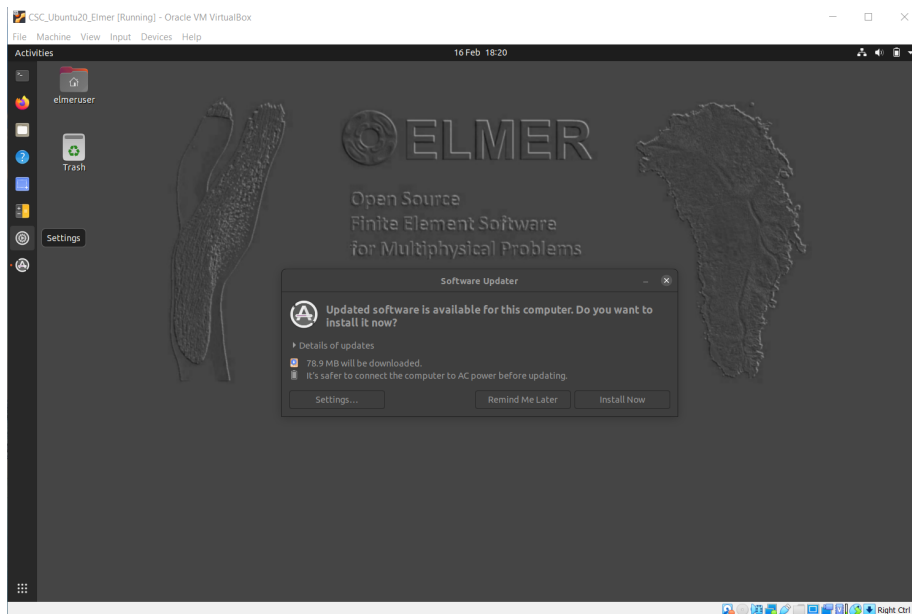 CSC_Ubuntu20_Elmer [Running] - Oracle VM VirtualBox
File Machine View Input Devices Help
Activities
16 Feb 18:20
elmeruser
Trash
Settings
ELMER
Open Source
Finite Element Software
for Multiphysical Problems
Software Updater
Updated software is available for this computer. Do you want to
install it now?
Details of updates
78.9 MB will be downloaded.
It's safer to connect the computer to AC power before updating.
Settings... Remind Me Later Install Now
Right Ctrl